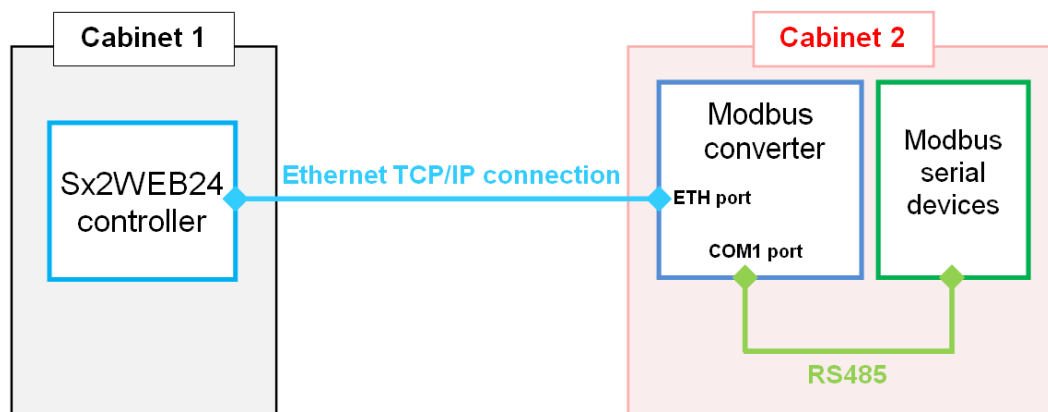 Cabinet 1
Cabinet 2
Sx2WEB24
controller
Ethernet TCP/IP connection
Modbus
converter
ETH port
COM1 port
Modbus
serial
devices
RS485